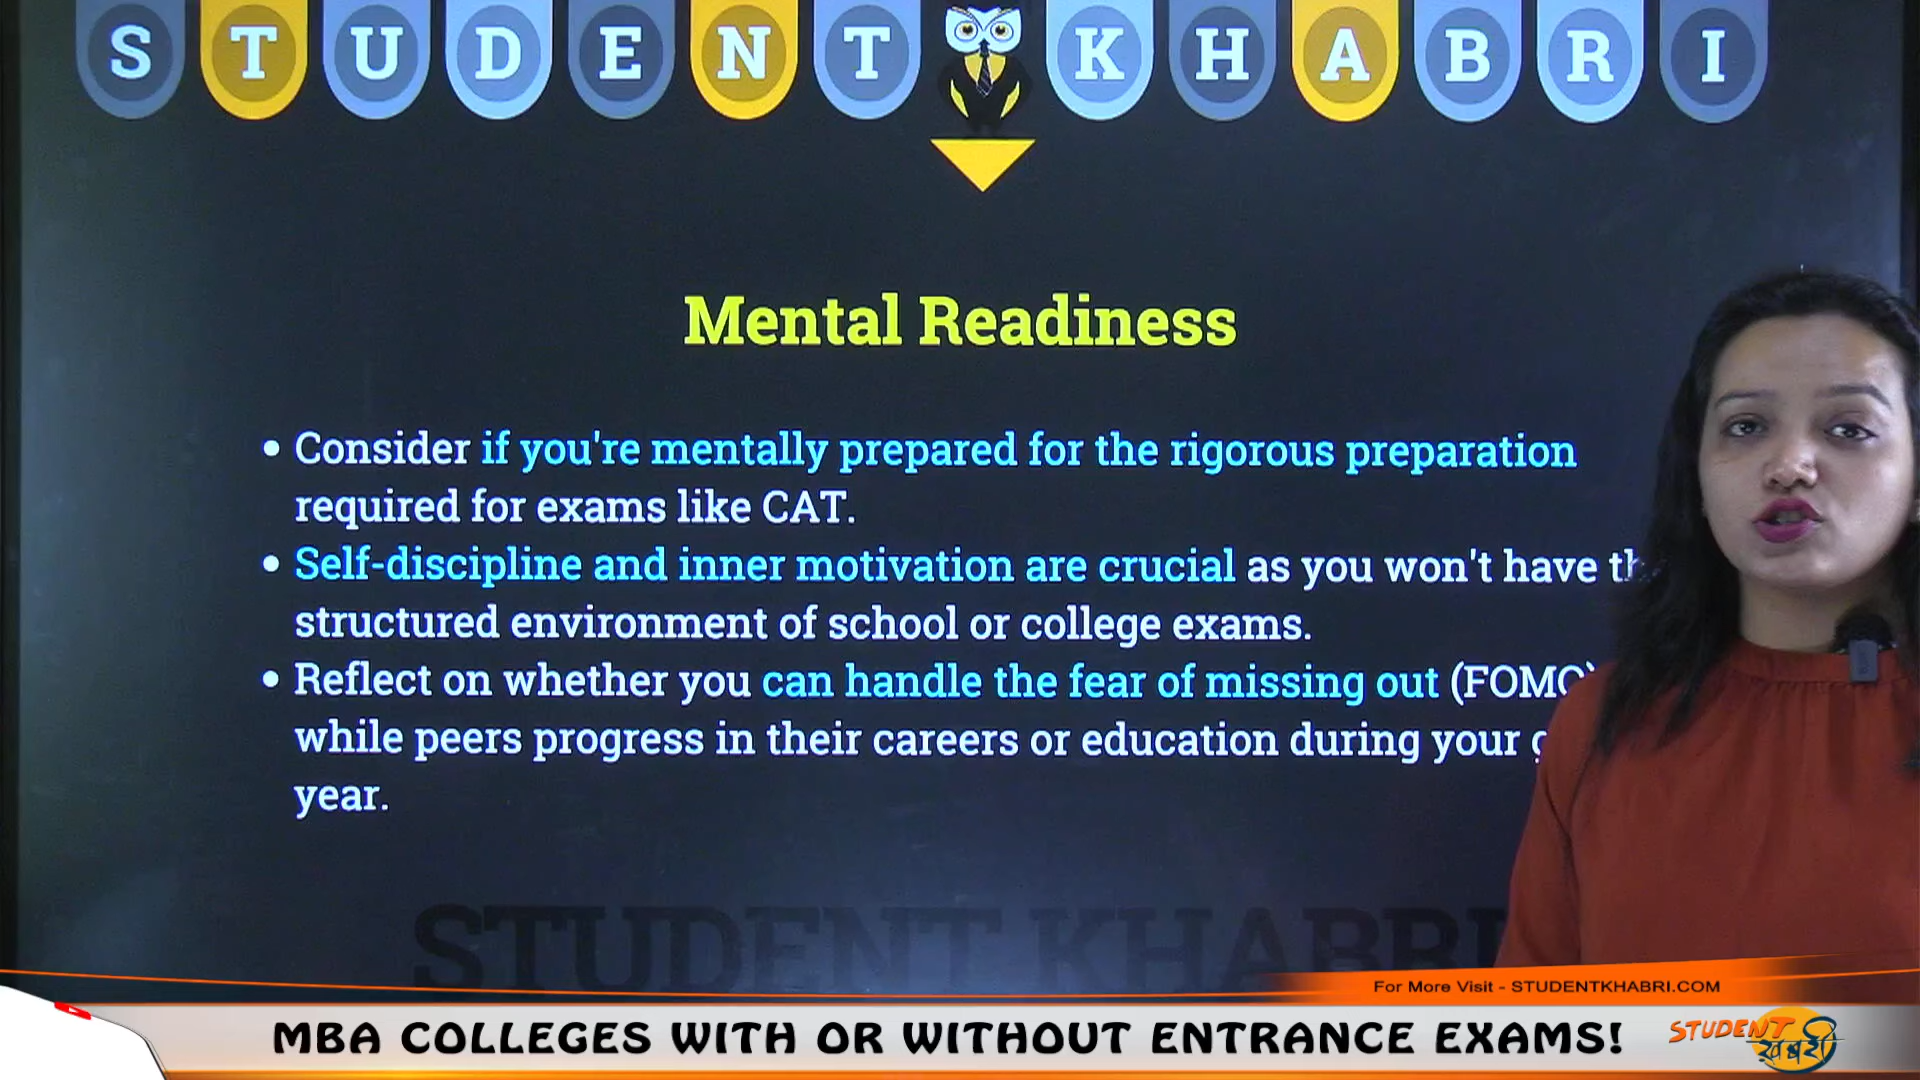 STUDENT KHABRI
Mental Readiness
• Consider if you're mentally prepared for the rigorous preparation
required for exams like CAT.
• Self-discipline and inner motivation are crucial as you won't have
structured environment of school or college exams.
• Reflect on whether you can handle the fear of missing out (FOMO)
while peers progress in their careers or education during your
year.
STUDENT KHABRI
For More Visit - STUDENTKHABRI.COM
MBA COLLEGES WITH OR WITHOUT ENTRANCE EXAMS!
STUDENT
ख़बरी